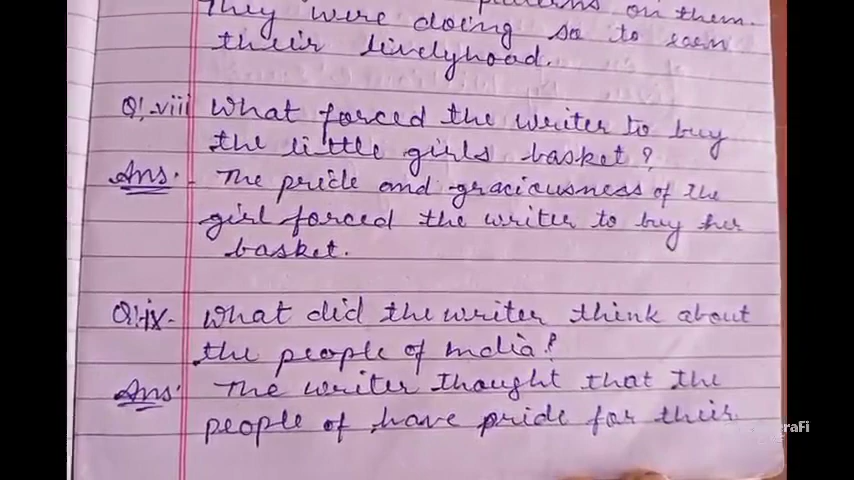 patterns on them.
They were doing so to earn
their livelyhood.
Q!-viii What forced the writer to buy
the little girls basket?
Ans:- The pride and graciousness of the
girl forced the writer to buy her
basket.
Q!-ix- What did the writer think about
the people of India?
Ans: The writer thought that the
people of have pride for their